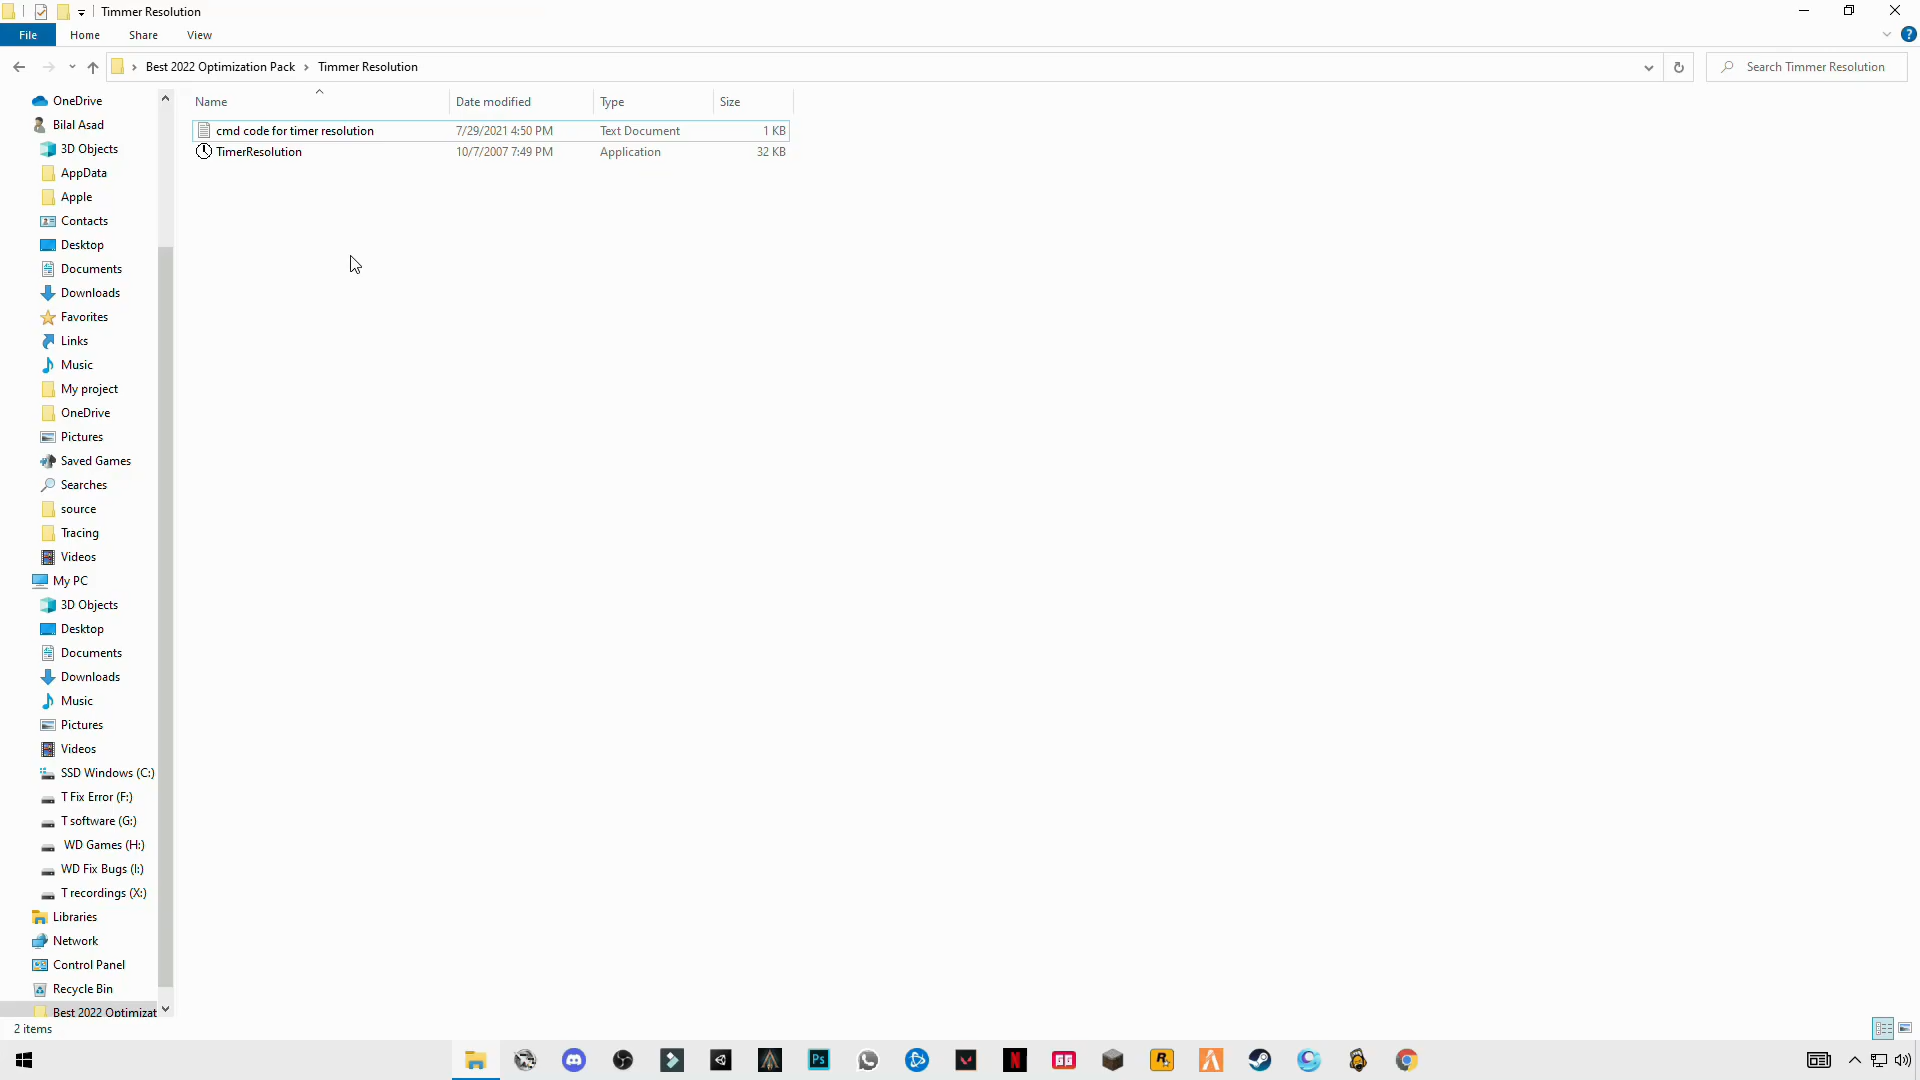 Timmer Resolution
File Home Share View
Best 2022 Optimization Pack Timmer Resolution
Search Timmer Resolution
Name Date modified Type Size
cmd code for timer resolution 7/29/2021 4:50 PM Text Document 1 KB
TimerResolution 10/7/2007 7:49 PM Application 32 KB
OneDrive
Bilal Asad
3D Objects
AppData
Apple
Contacts
Desktop
Documents
Downloads
Favorites
Links
Music
My project
OneDrive
Pictures
Saved Games
Searches
source
Tracing
Videos
My PC
3D Objects
Desktop
Documents
Downloads
Music
Pictures
Videos
SSD Windows (C:)
T Fix Error (F:)
T software (G:)
WD Games (H:)
WD Fix Bugs (I:)
T recordings (X:)
Libraries
Network
Control Panel
Recycle Bin
Best 2022 Optimizat
2 items